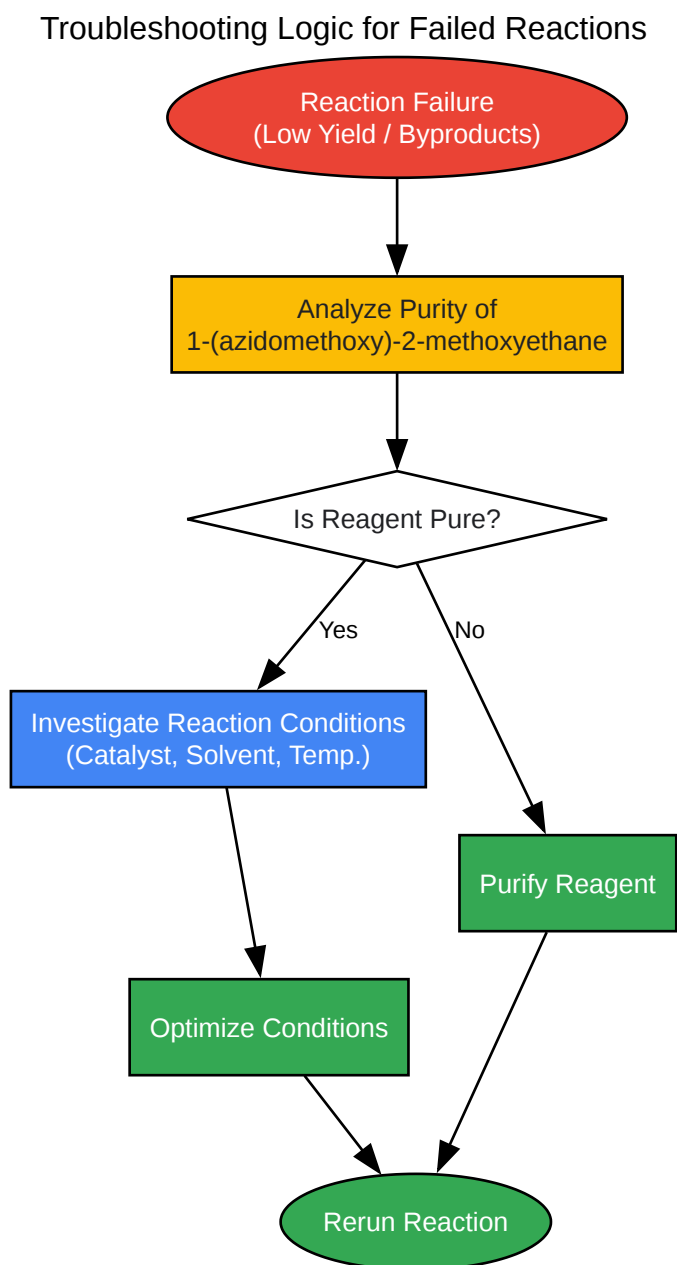 Troubleshooting Logic for Failed Reactions
Reaction Failure
(Low Yield / Byproducts)
Analyze Purity of
1-(azidomethoxy)-2-methoxyethane
Is Reagent Pure?
Yes
No
Investigate Reaction Conditions
(Catalyst, Solvent, Temp.)
Purify Reagent
Optimize Conditions
Rerun Reaction